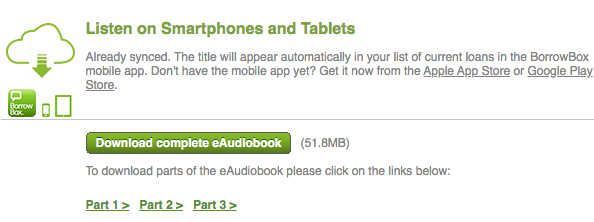 Listen on Smartphones and Tablets
Already synced. The title will appear automatically in your list of current loans in the BorrowBox
mobile app. Don't have the mobile app yet? Get it now from the Apple App Store or Google Play
Store.
Borrow
Box.
Download complete eAudiobook (51.8MB)
To download parts of the eAudiobook please click on the links below:
Part 1 > Part 2 > Part 3 >